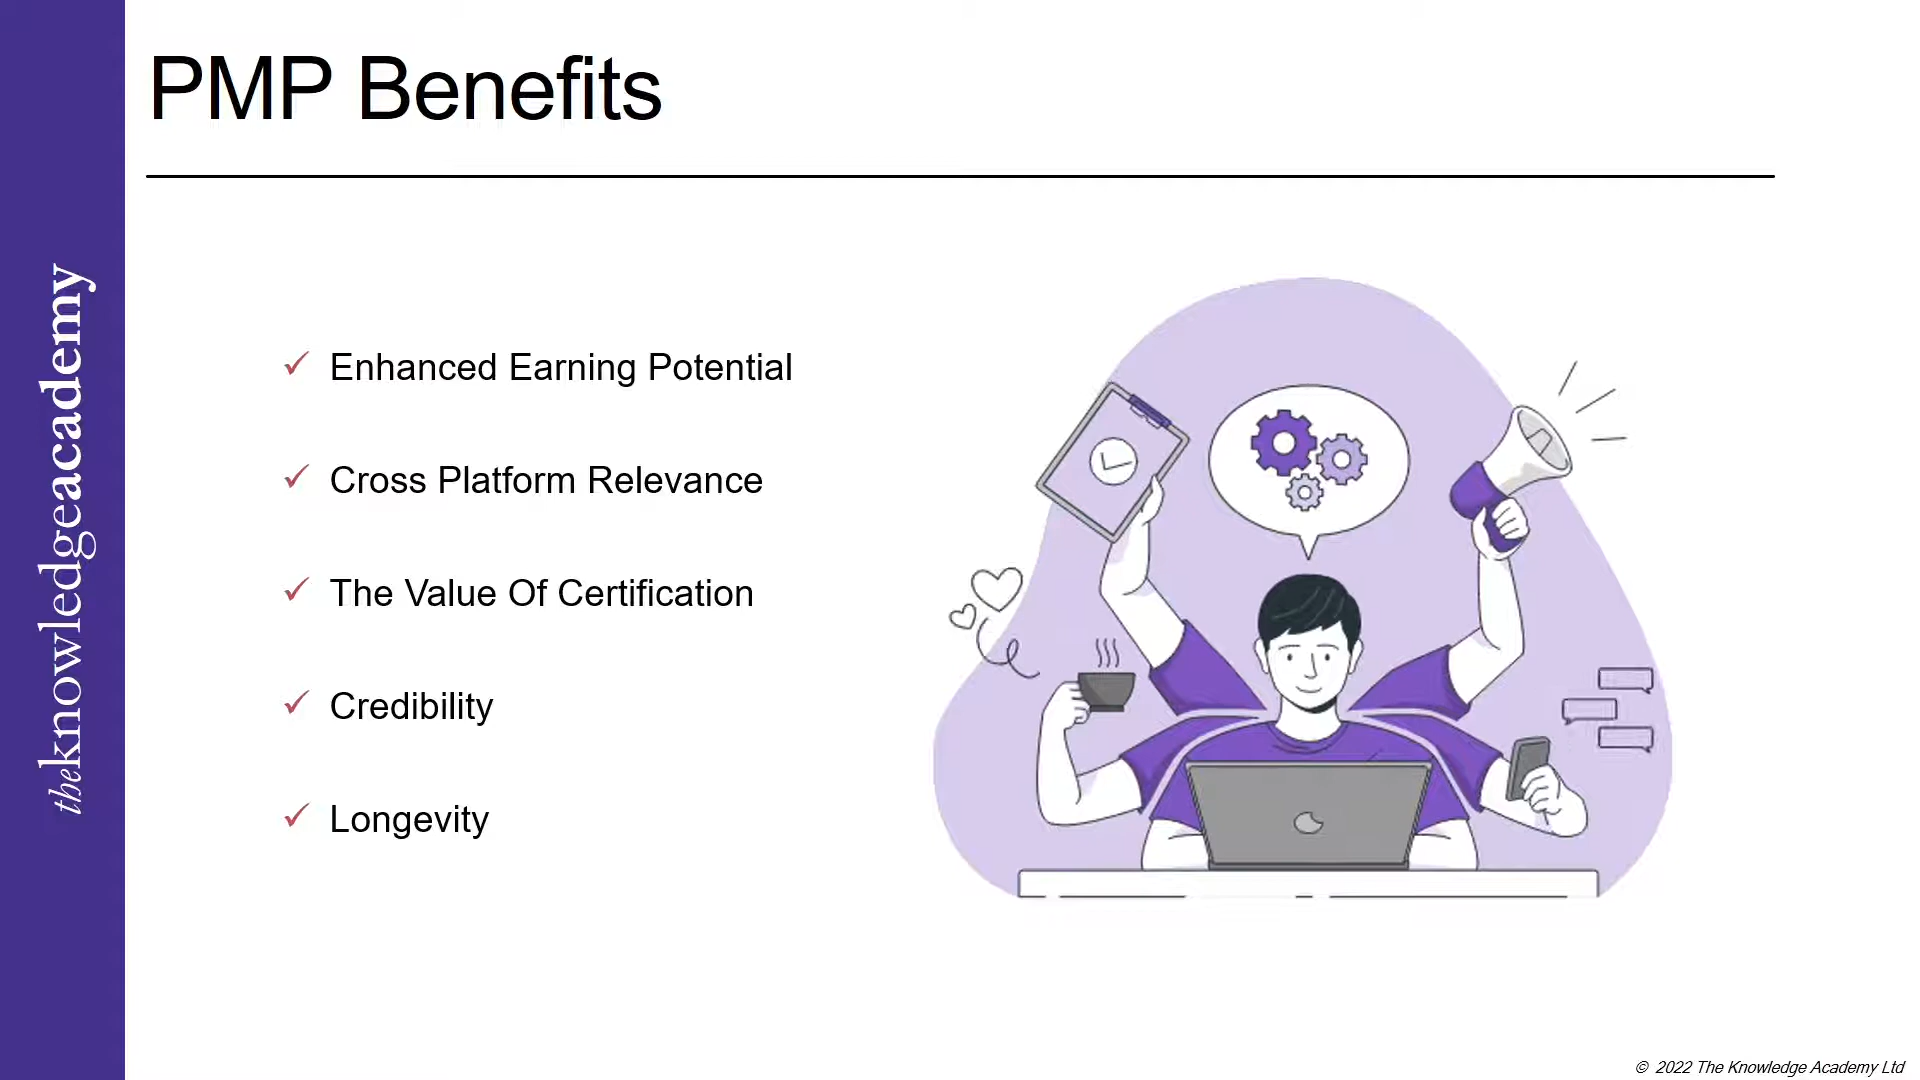 PMP Benefits
Enhanced Earning Potential
Cross Platform Relevance
The Value Of Certification
Credibility
Longevity
theknowledgeacademy
© 2022 The Knowledge Academy Ltd